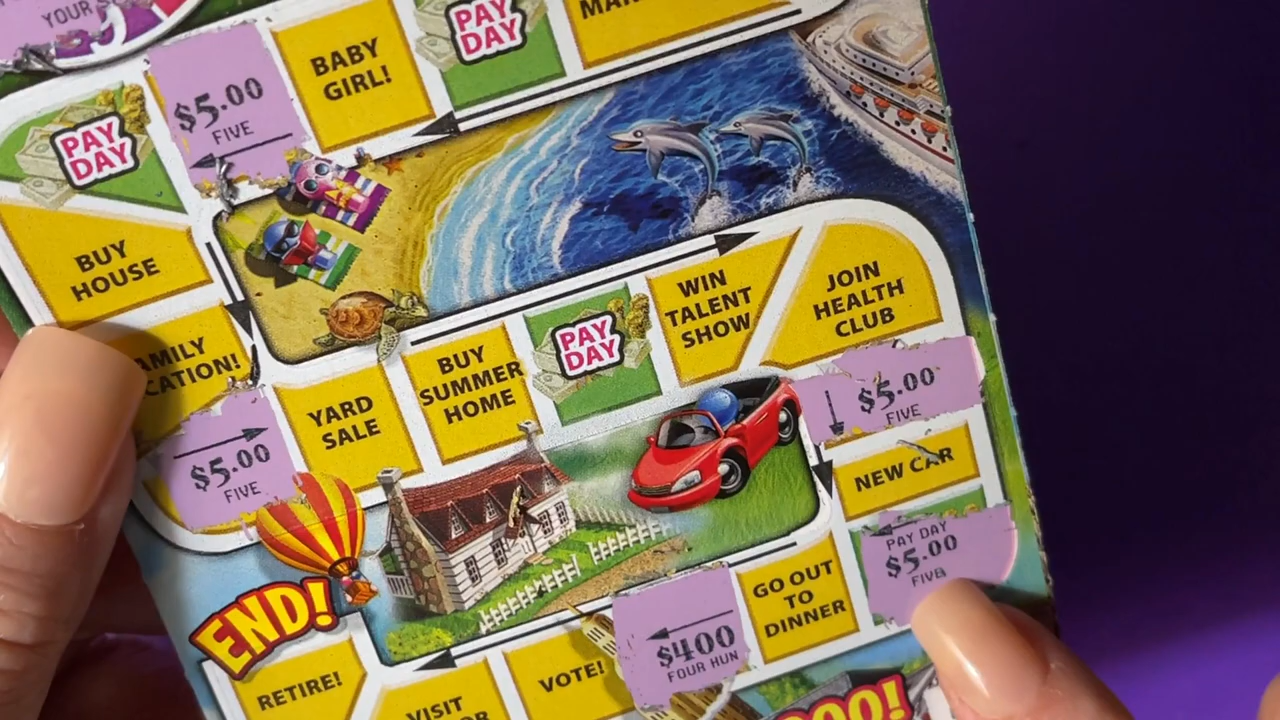 YOUR
$5.00
FIVE
BABY
GIRL!
PAY
DAY
PAY
DAY
BUY
HOUSE
WIN
TALENT
SHOW
JOIN
HEALTH
CLUB
PAY
DAY
BUY
SUMMER
HOME
YARD
SALE
$5.00
FIVE
$5.00
FIVE
NEW CAR
PAY DAY
$5.00
FIVE
GO OUT
TO
DINNER
$400
FOUR HUN
VOTE!
VISIT
END!
RETIRE!